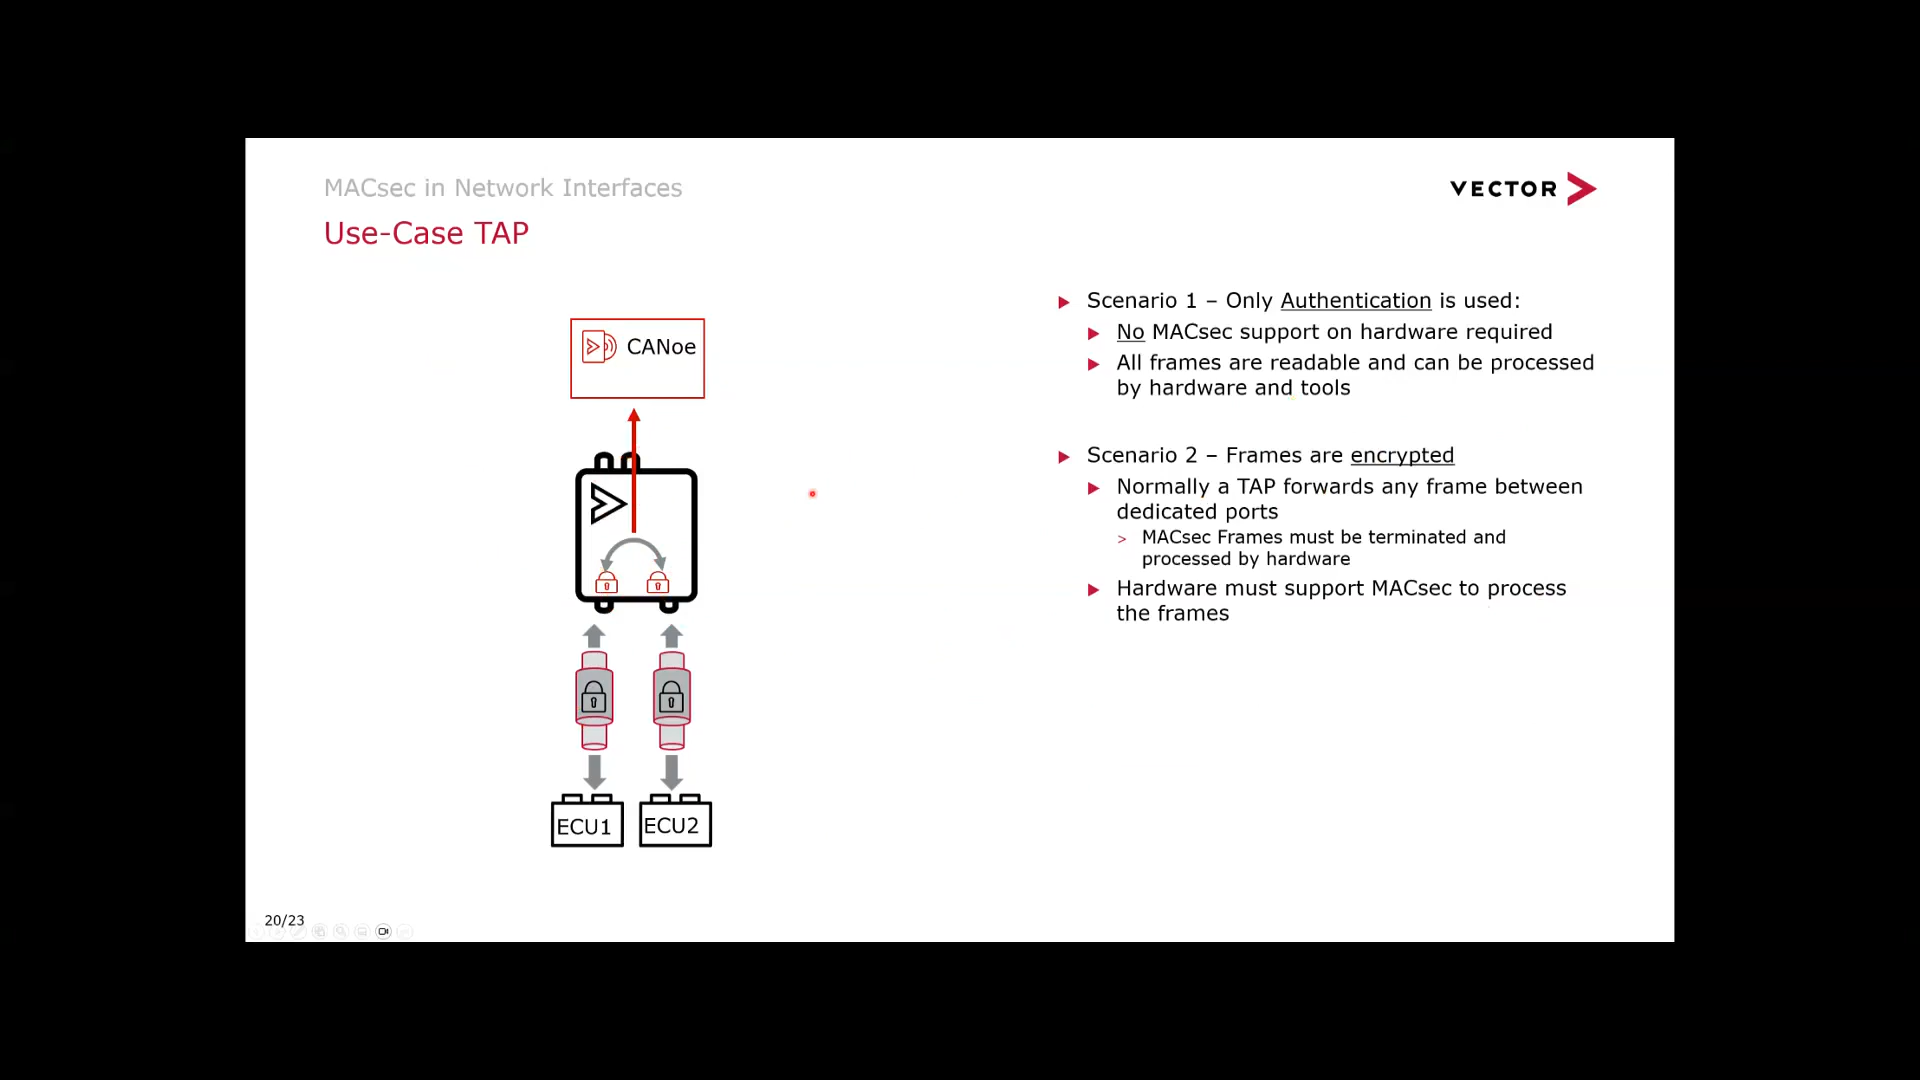 MACsec in Network Interfaces
VECTOR
Use-Case TAP
CANoe
ECU1
ECU2
Scenario 1 – Only Authentication is used:
No MACsec support on hardware required
All frames are readable and can be processed
by hardware and tools
Scenario 2 – Frames are encrypted
Normally a TAP forwards any frame between
dedicated ports
> MACsec Frames must be terminated and
processed by hardware
Hardware must support MACsec to process
the frames
20/23